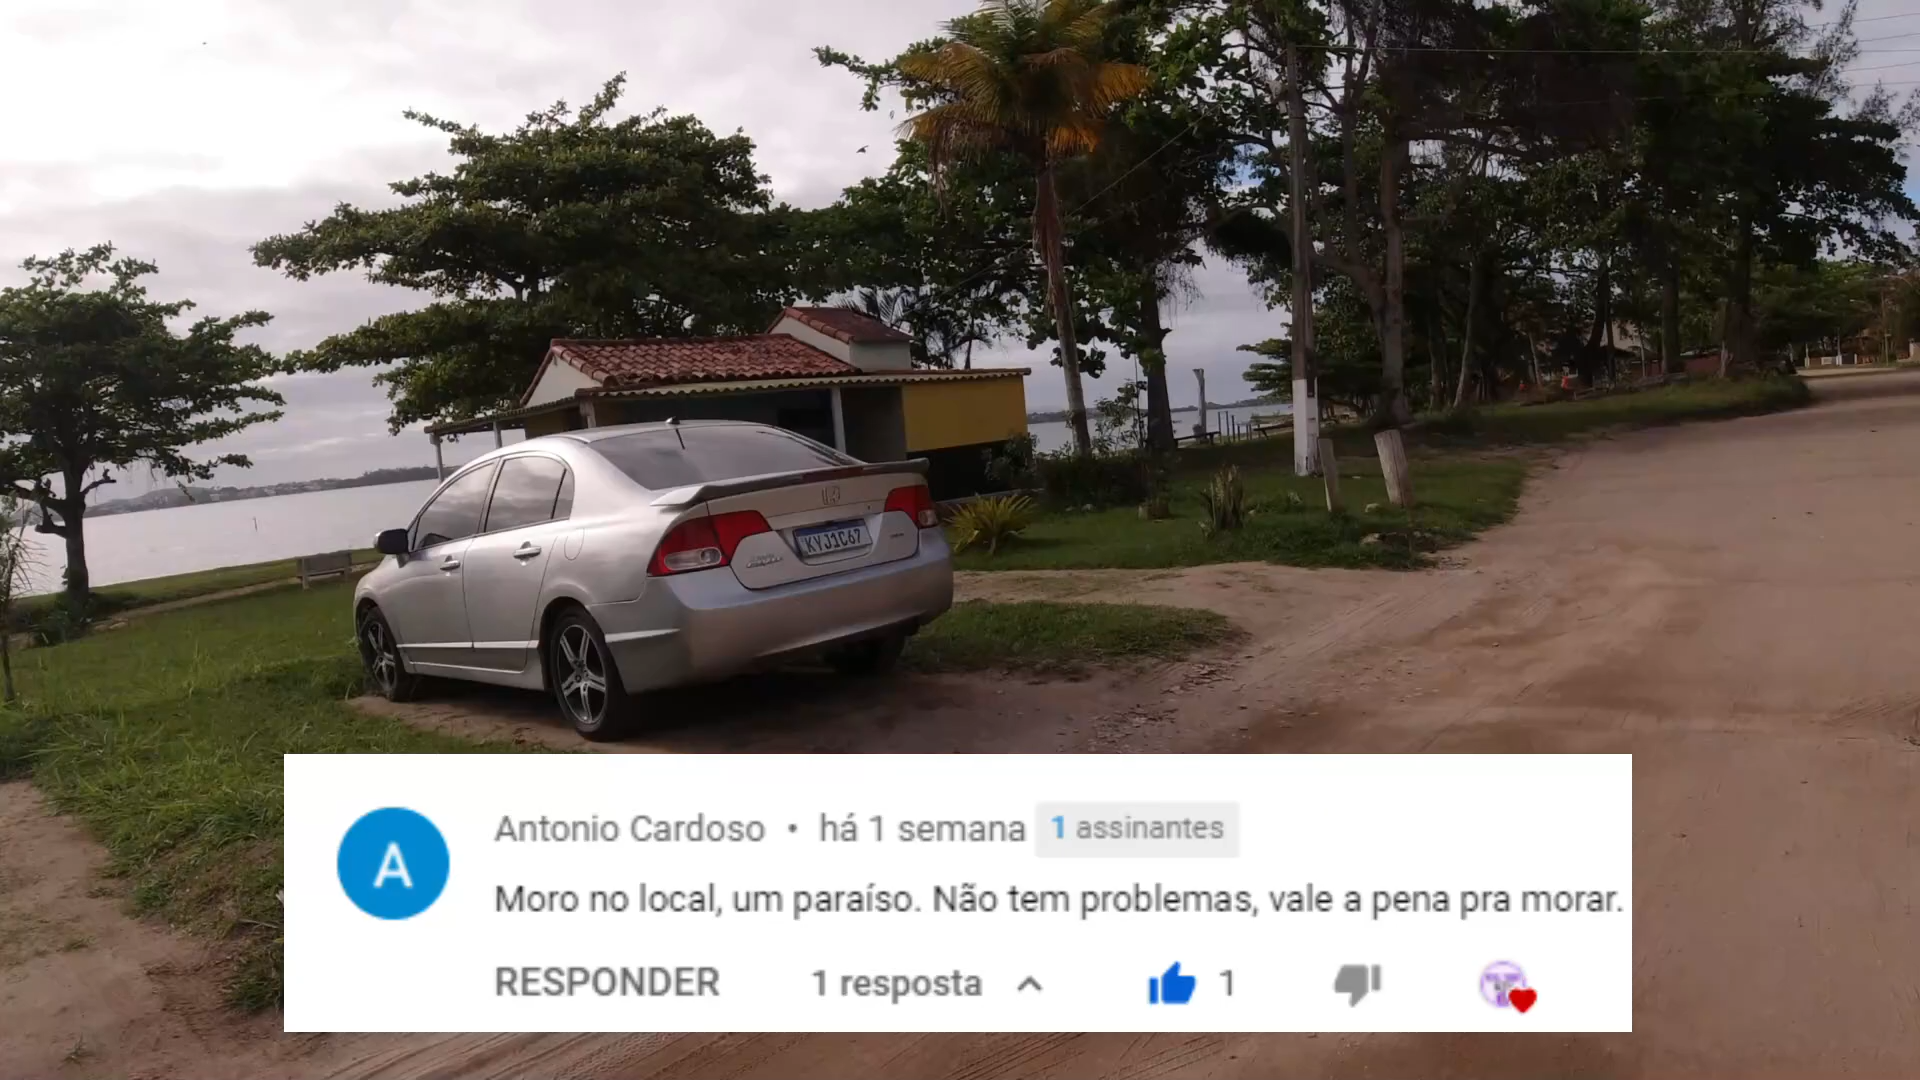 KYJ1C67
A
Antonio Cardoso • há 1 semana 1 assinantes
Moro no local, um paraíso. Não tem problemas, vale a pena pra morar.
RESPONDER 1 resposta 1